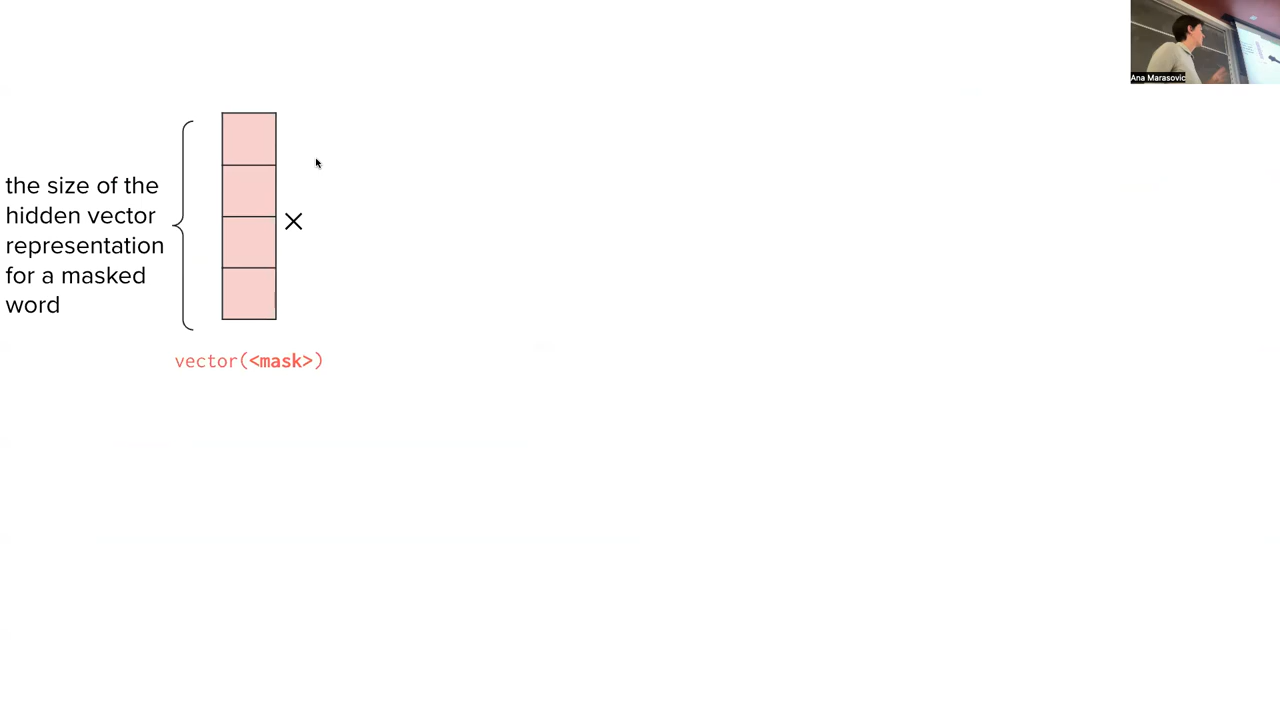 Ana Marasovic
the size of the
hidden vector
representation
for a masked
word
×
vector(<mask>)